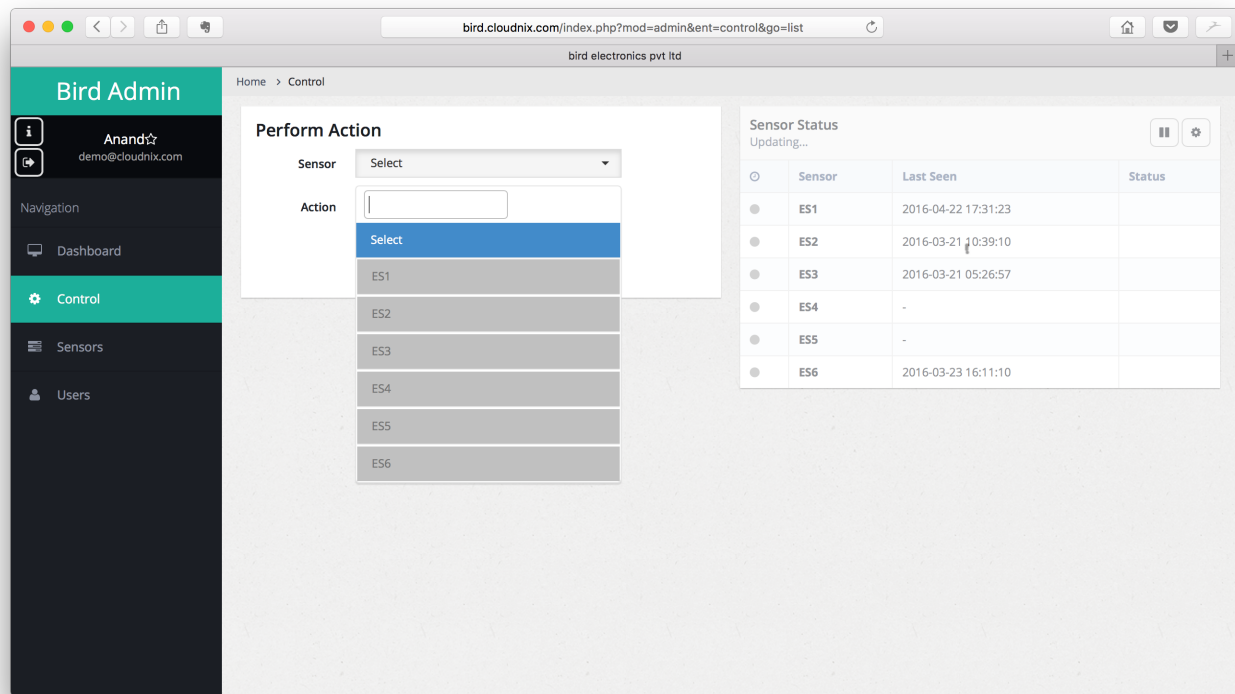 bird.cloudnix.com/index.php?mod=admin&ent=control&go=list
bird electronics pvt ltd
Bird Admin
Anand☆
demo@cloudnix.com
Navigation
Dashboard
Control
Sensors
Users
Home > Control
Perform Action
Sensor Select
Action
Select
ES1
ES2
ES3
ES4
ES5
ES6
Sensor Status
Updating...
Sensor Last Seen Status
ES1 2016-04-22 17:31:23
ES2 2016-03-21 10:39:10
ES3 2016-03-21 05:26:57
ES4 -
ES5 -
ES6 2016-03-23 16:11:10